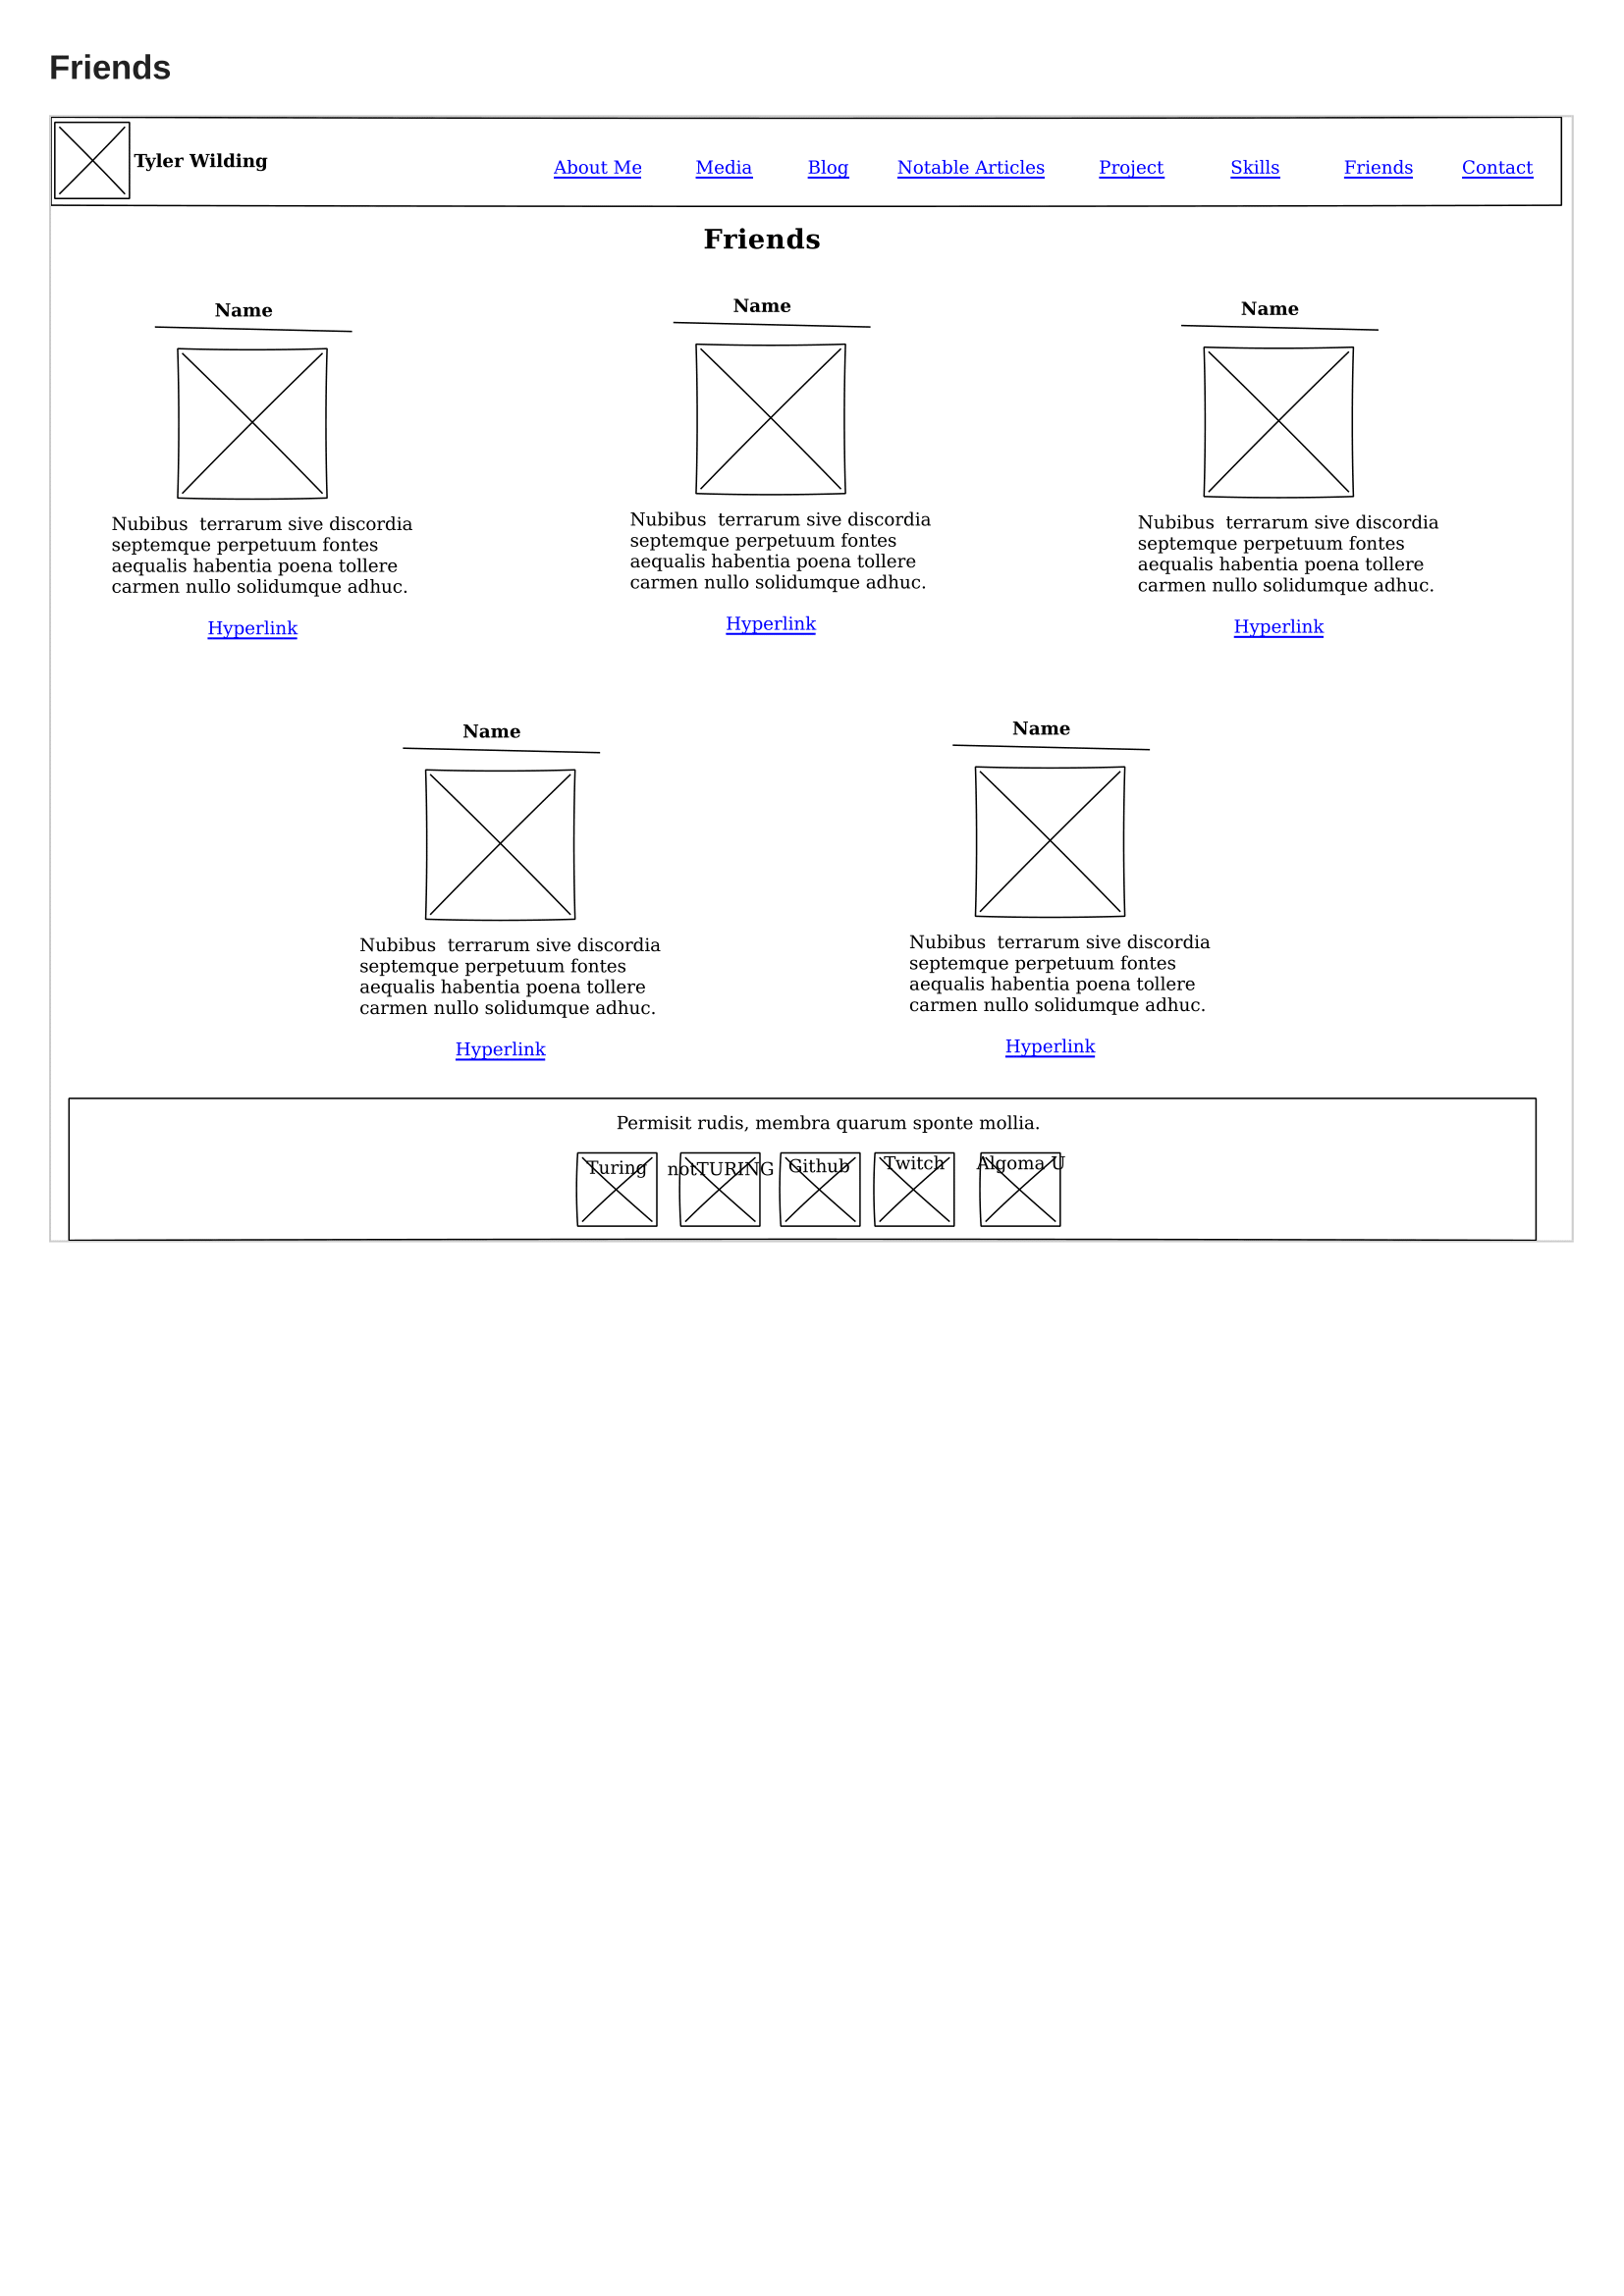 Friends
Tyler Wilding
About Me Media Blog Notable Articles Project Skills Friends Contact
Friends
Name
Nubibus terrarum sive discordia
septemque perpetuum fontes
aequalis habentia poena tollere
carmen nullo solidumque adhuc.
Hyperlink
Name
Nubibus terrarum sive discordia
septemque perpetuum fontes
aequalis habentia poena tollere
carmen nullo solidumque adhuc.
Hyperlink
Name
Nubibus terrarum sive discordia
septemque perpetuum fontes
aequalis habentia poena tollere
carmen nullo solidumque adhuc.
Hyperlink
Name
Nubibus terrarum sive discordia
septemque perpetuum fontes
aequalis habentia poena tollere
carmen nullo solidumque adhuc.
Hyperlink
Name
Nubibus terrarum sive discordia
septemque perpetuum fontes
aequalis habentia poena tollere
carmen nullo solidumque adhuc.
Hyperlink
Permisit rudis, membra quarum sponte mollia.
Turing notTURING Github Twitch Algoma U